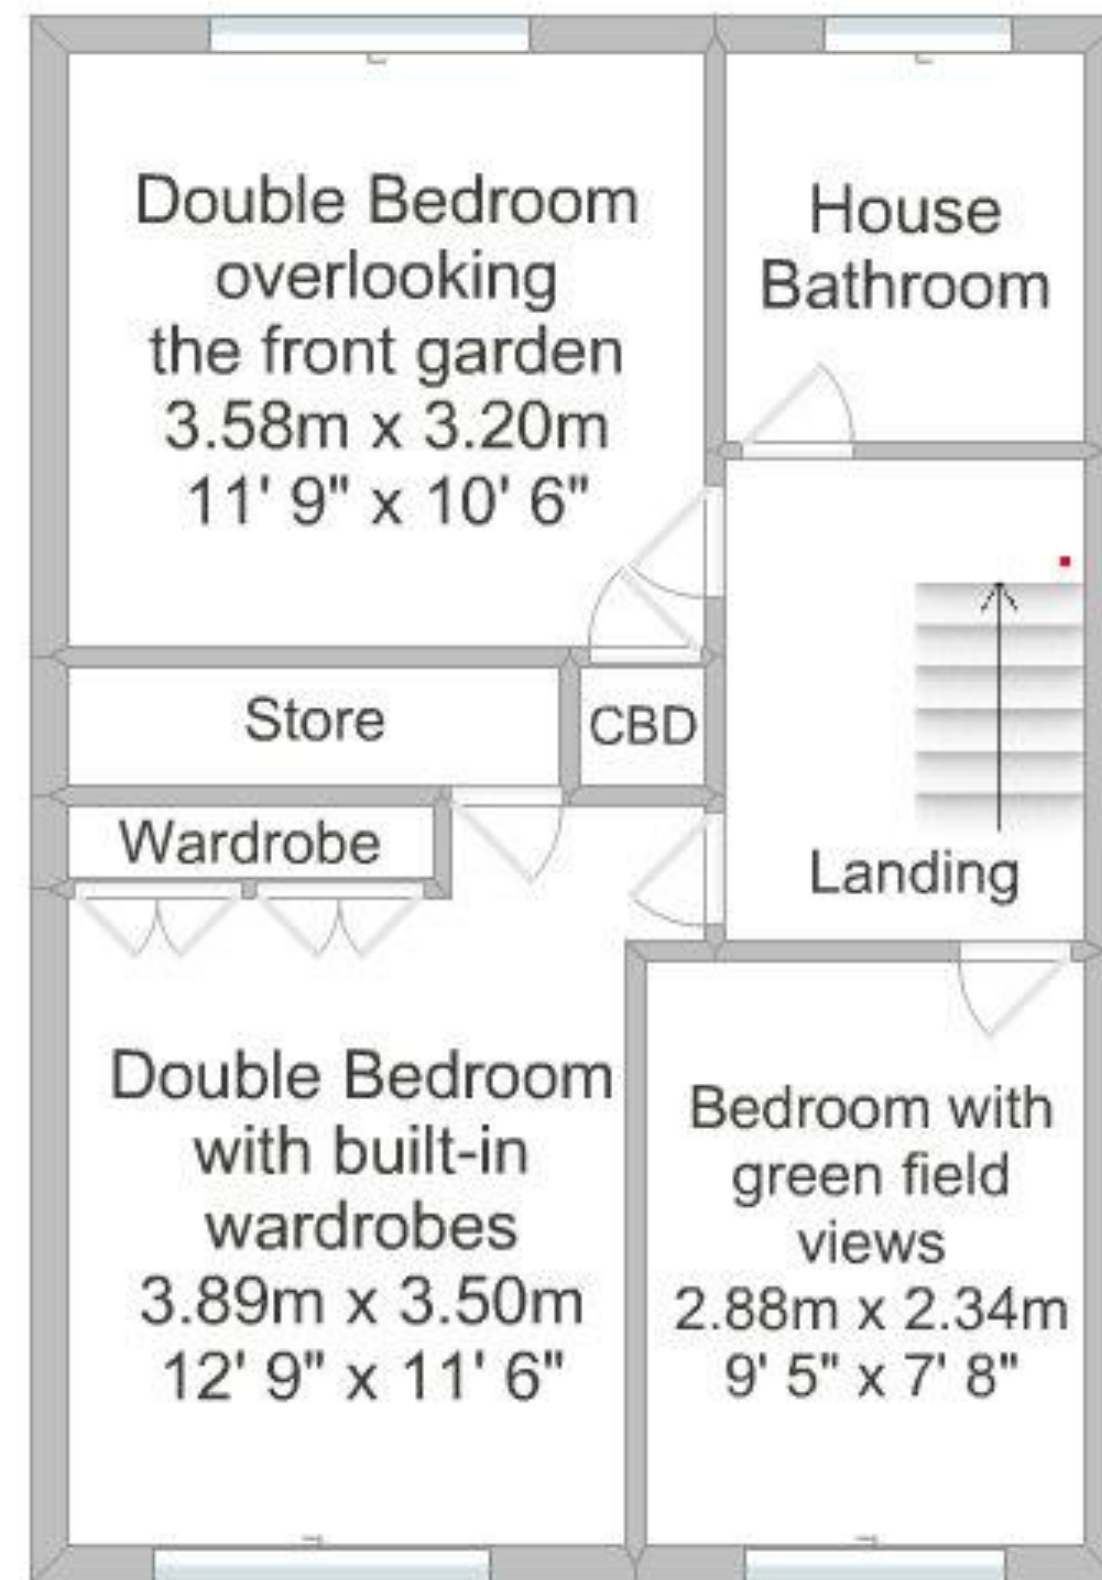 Double Bedroom
overlooking
the front garden
3.58m x 3.20m
11' 9" x 10' 6"
House
Bathroom
Store
CBD
Wardrobe
Landing
Double Bedroom
with built-in
wardrobes
3.89m x 3.50m
12' 9" x 11' 6"
Bedroom with
green field
views
2.88m x 2.34m
9' 5" x 7' 8"